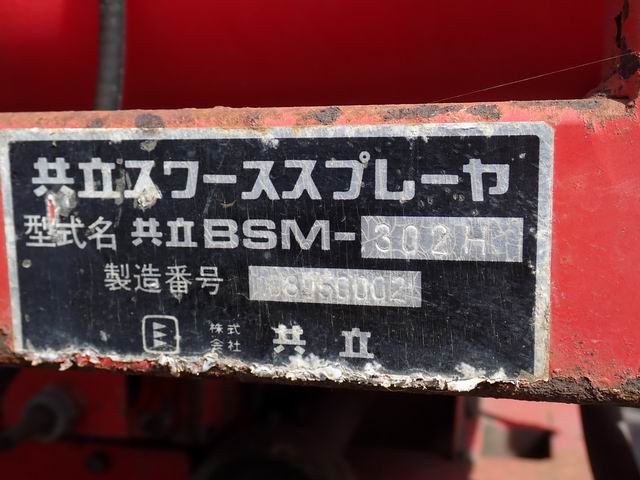 共立スワーススプレーヤ
型式名 共立BSM-302H
製造番号
株式会社 共立